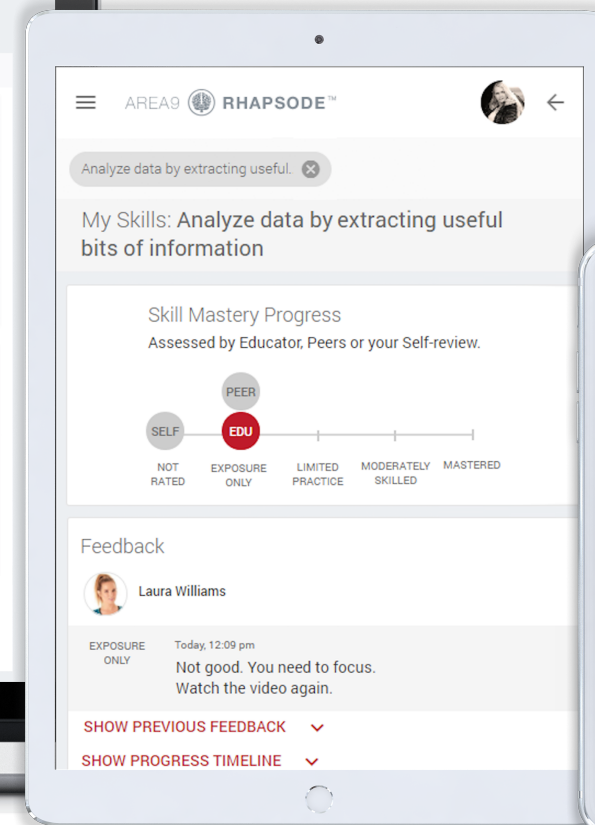 AREA9 RHAPSODE™
Analyze data by extracting useful.
My Skills: Analyze data by extracting useful
bits of information
Skill Mastery Progress
Assessed by Educator, Peers or your Self-review.
PEER
SELF EDU
NOT RATED
EXPOSURE ONLY
LIMITED PRACTICE
MODERATELY SKILLED
MASTERED
Feedback
Laura Williams
EXPOSURE ONLY
Today, 12:09 pm
Not good. You need to focus.
Watch the video again.
SHOW PREVIOUS FEEDBACK
SHOW PROGRESS TIMELINE